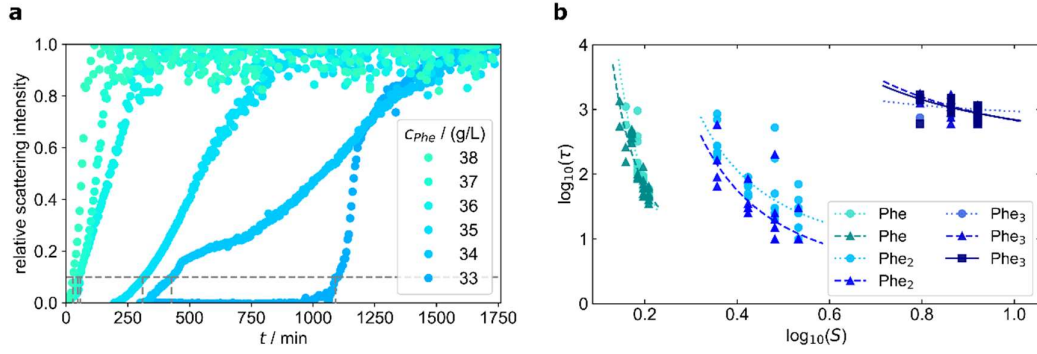 a
relative scattering intensity
1.0
0.8
0.6
0.4
0.2
0.0
0 250 500 750 1000 1250 1500 1750
t / min
c_Phe / (g/L)
38
37
36
35
34
33
b
log₁₀(τ)
4
3
2
1
0
0.2 0.4 0.6 0.8 1.0
log₁₀(S)
Phe
Phe
Phe₂
Phe₂
Phe₃
Phe₃
Phe₃